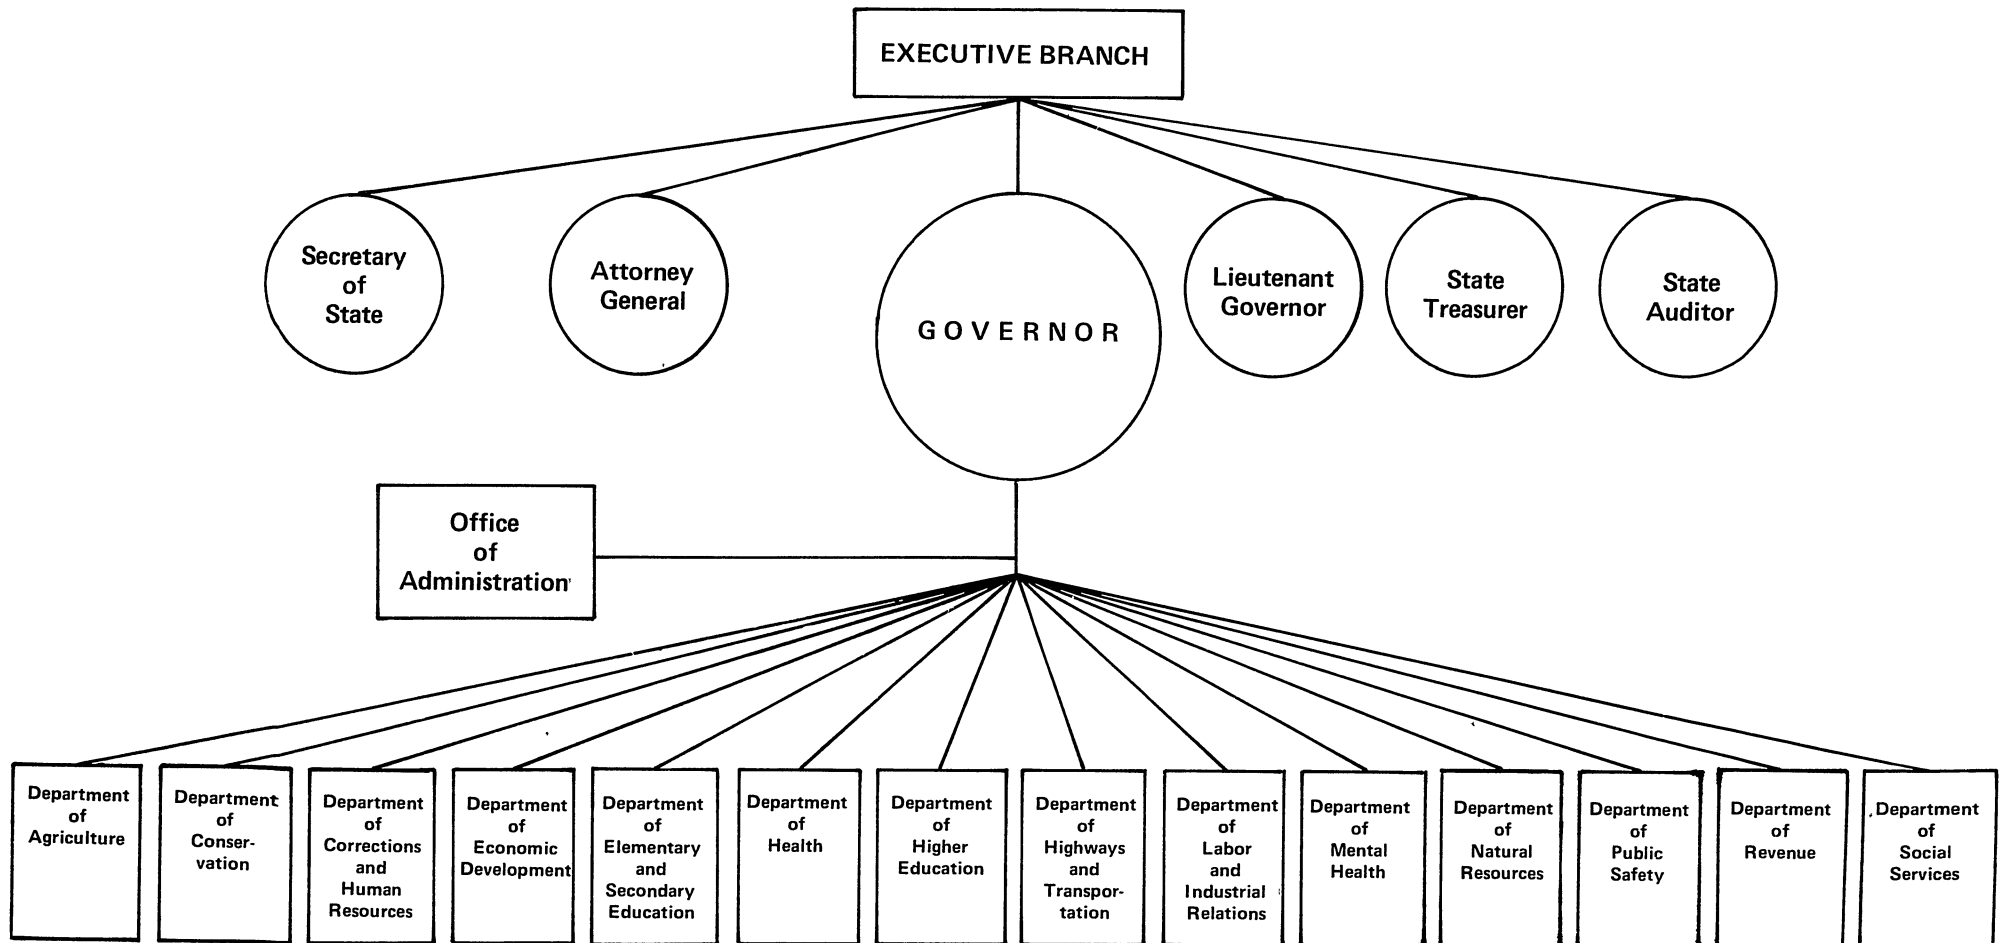 EXECUTIVE BRANCH
Secretary
of
State
Attorney
General
GOVERNOR
Lieutenant
Governor
State
Treasurer
State
Auditor
Office
of
Administration
Department
of
Agriculture
Department
of
Conser-
vation
Department
of
Corrections
and
Human
Resources
Department
of
Economic
Development
Department
of
Elementary
and
Secondary
Education
Department
of
Health
Department
of
Higher
Education
Department
of
Highways
and
Transpor-
tation
Department
of
Labor
and
Industrial
Relations
Department
of
Mental
Health
Department
of
Natural
Resources
Department
of
Public
Safety
Department
of
Revenue
Department
of
Social
Services